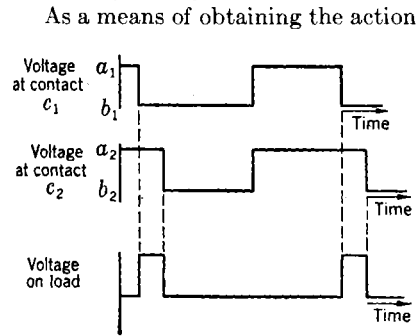 As a means of obtaining the action
Voltage
at contact
c1
a1
b1
Time
Voltage
at contact
c2
a2
b2
Time
Voltage
on load
Time